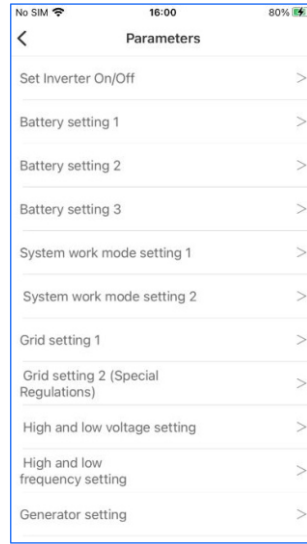 No SIM 16:00 80%
Parameters
Set Inverter On/Off
Battery setting 1
Battery setting 2
Battery setting 3
System work mode setting 1
System work mode setting 2
Grid setting 1
Grid setting 2 (Special
Regulations)
High and low voltage setting
High and low
frequency setting
Generator setting